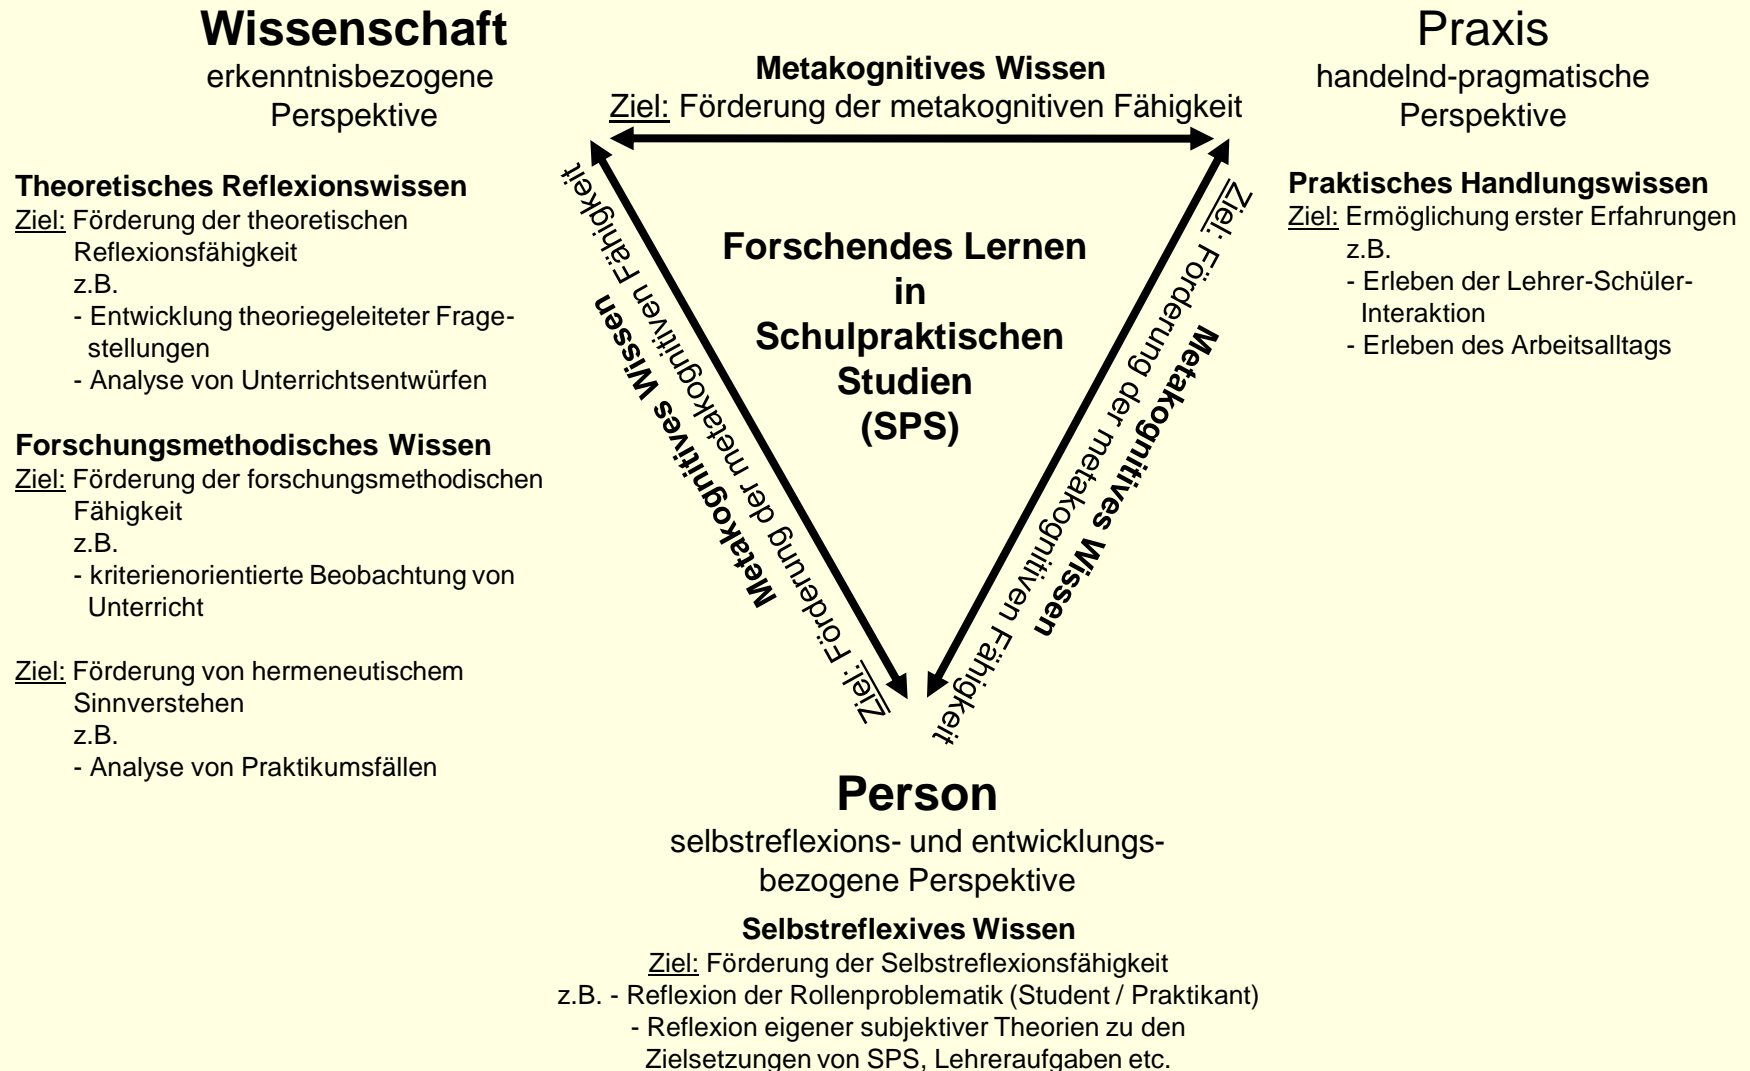 Wissenschaft
erkenntnisbezogene
Perspektive
Metakognitives Wissen
Ziel: Förderung der metakognitiven Fähigkeit
Praxis
handelnd-pragmatische
Perspektive
Theoretisches Reflexionswissen
Ziel: Förderung der theoretischen
Reflexionsfähigkeit
z.B.
- Entwicklung theoriegeleiteter Frage-
stellungen
- Analyse von Unterrichtsentwürfen
Forschungsmethodisches Wissen
Ziel: Förderung der forschungsmethodischen
Fähigkeit
z.B.
- kriterienorientierte Beobachtung von
Unterricht
Ziel: Förderung von hermeneutischem
Sinnverstehen
z.B.
- Analyse von Praktikumsfällen
Ziel: Förderung der metakognitiven Fähigkeit
Metakognitives Wissen
Forschendes Lernen
in
Schulpraktischen
Studien
(SPS)
Ziel: Förderung der metakognitiven Fähigkeit
Metakognitives Wissen
Praktisches Handlungswissen
Ziel: Ermöglichung erster Erfahrungen
z.B.
- Erleben der Lehrer-Schüler-
Interaktion
- Erleben des Arbeitsalltags
Person
selbstreflexions- und entwicklungs-
bezogene Perspektive
Selbstreflexives Wissen
Ziel: Förderung der Selbstreflexionsfähigkeit
z.B. - Reflexion der Rollenproblematik (Student / Praktikant)
- Reflexion eigener subjektiver Theorien zu den
Zielsetzungen von SPS, Lehreraufgaben etc.